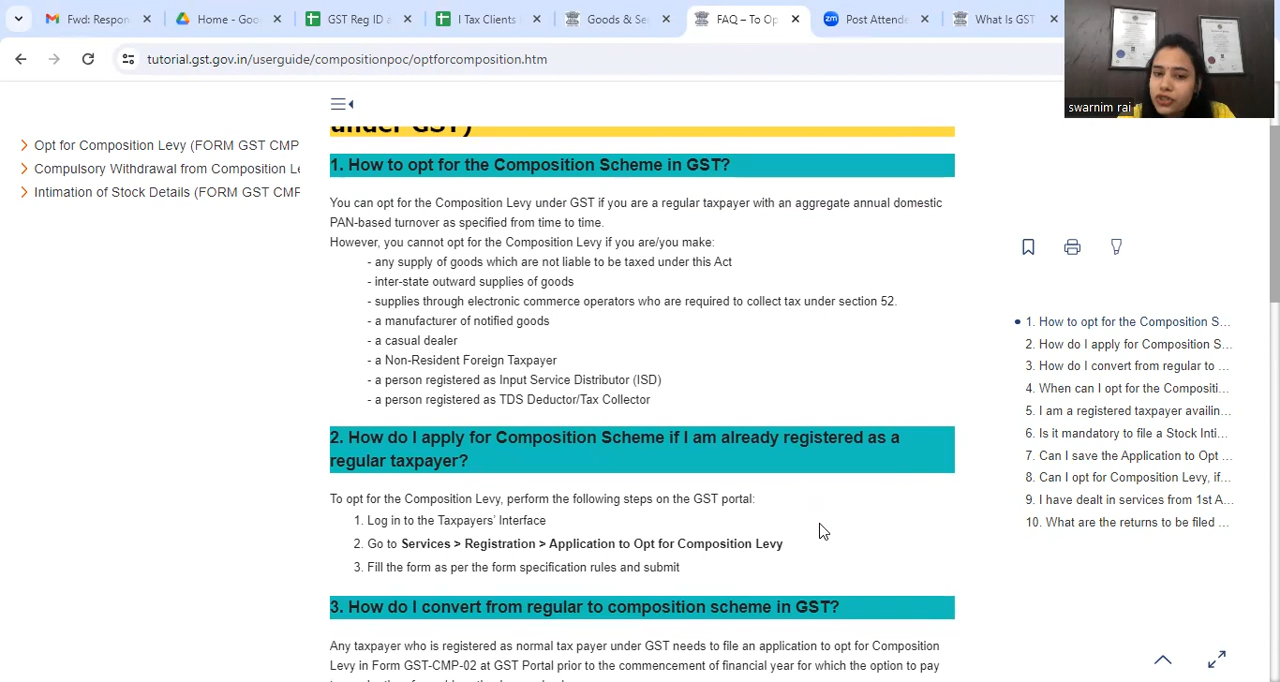 Fwd: Respon
Home - Goo
GST Reg ID a
I Tax Clients
Goods & Se
FAQ – To Op
Post Attende
What Is GST
tutorial.gst.gov.in/userguide/compositionpoc/optforcomposition.htm
swarnim rai
Opt for Composition Levy (FORM GST CMP
Compulsory Withdrawal from Composition Le
Intimation of Stock Details (FORM GST CMF
under GST)
1. How to opt for the Composition Scheme in GST?
You can opt for the Composition Levy under GST if you are a regular taxpayer with an aggregate annual domestic
PAN-based turnover as specified from time to time.
However, you cannot opt for the Composition Levy if you are/you make:
- any supply of goods which are not liable to be taxed under this Act
- inter-state outward supplies of goods
- supplies through electronic commerce operators who are required to collect tax under section 52.
- a manufacturer of notified goods
- a casual dealer
- a Non-Resident Foreign Taxpayer
- a person registered as Input Service Distributor (ISD)
- a person registered as TDS Deductor/Tax Collector
2. How do I apply for Composition Scheme if I am already registered as a
regular taxpayer?
To opt for the Composition Levy, perform the following steps on the GST portal:
1. Log in to the Taxpayers' Interface
2. Go to Services > Registration > Application to Opt for Composition Levy
3. Fill the form as per the form specification rules and submit
3. How do I convert from regular to composition scheme in GST?
Any taxpayer who is registered as normal tax payer under GST needs to file an application to opt for Composition
Levy in Form GST-CMP-02 at GST Portal prior to the commencement of financial year for which the option to pay
1. How to opt for the Composition S...
2. How do I apply for Composition S...
3. How do I convert from regular to ...
4. When can I opt for the Compositi...
5. I am a registered taxpayer availin...
6. Is it mandatory to file a Stock Inti...
7. Can I save the Application to Opt ...
8. Can I opt for Composition Levy, if...
9. I have dealt in services from 1st A...
10. What are the returns to be filed ...